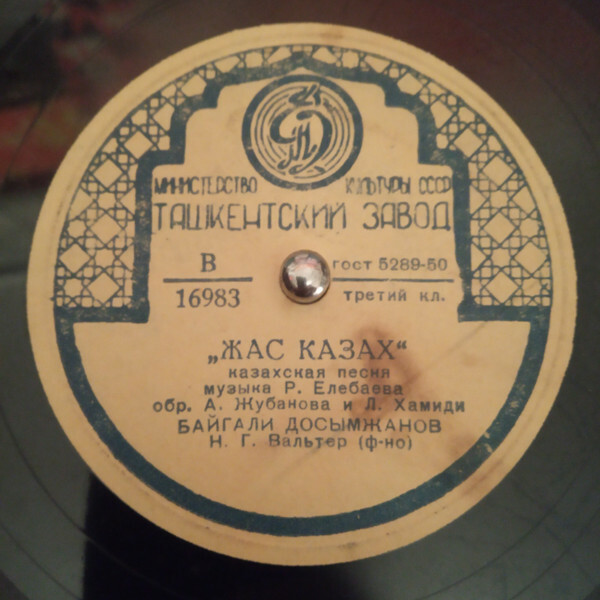 МИНИСТЕРСТВО КУЛЬТУРЫ СССР
ТАШКЕНТСКИЙ ЗАВОД
В
16983
ГОСТ 5289-50
третий кл.
„ЖАС КАЗАХ“
казахская песня
музыка Р. Елебаева
обр. А. Жубанова и Л. Хамиди
БАЙГАЛИ ДОСЫМЖАНОВ
Н. Г. Вальтер (ф-но)